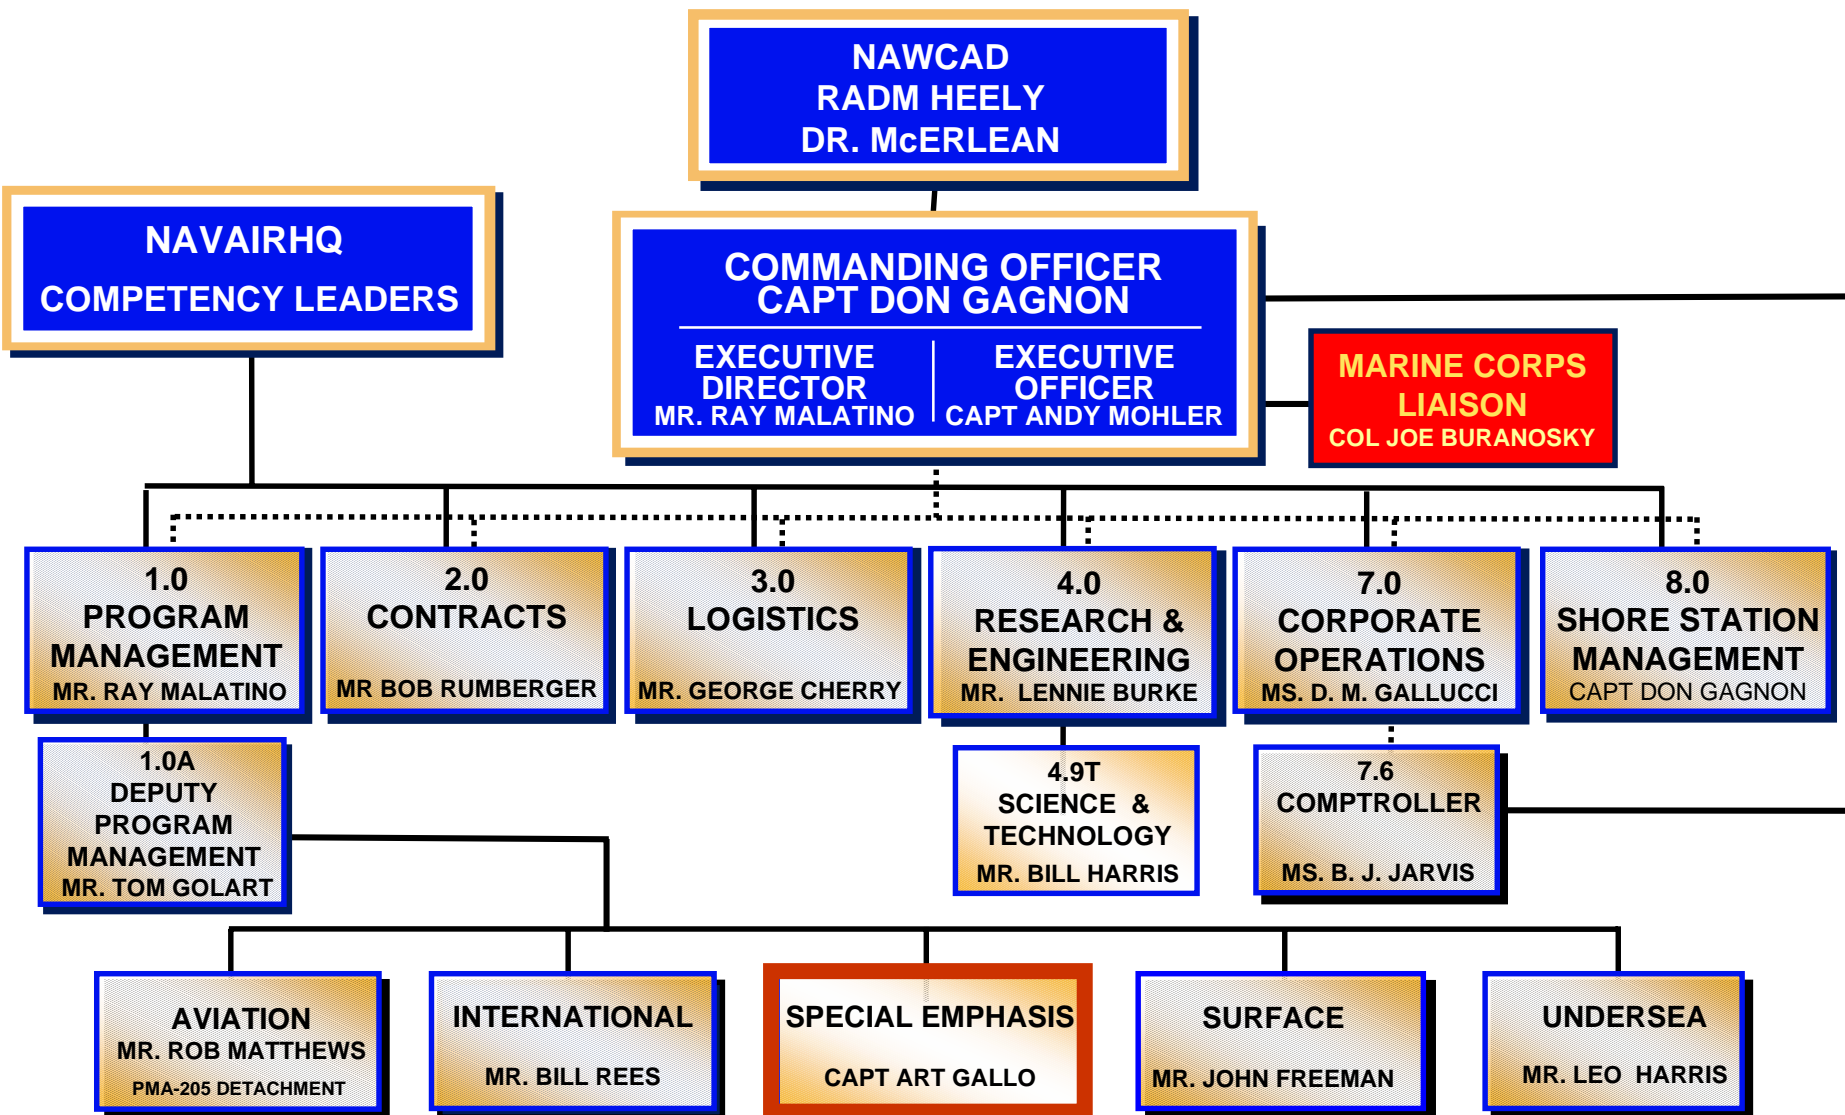 NAWCAD
RADM HEELY
DR. McERLEAN
NAVAIRHQ
COMPETENCY LEADERS
COMMANDING OFFICER
CAPT DON GAGNON
EXECUTIVE
DIRECTOR
MR. RAY MALATINO
EXECUTIVE
OFFICER
CAPT ANDY MOHLER
MARINE CORPS
LIAISON
COL JOE BURANOSKY
1.0
PROGRAM
MANAGEMENT
MR. RAY MALATINO
2.0
CONTRACTS
MR BOB RUMBERGER
3.0
LOGISTICS
MR. GEORGE CHERRY
4.0
RESEARCH &
ENGINEERING
MR. LENNIE BURKE
7.0
CORPORATE
OPERATIONS
MS. D. M. GALLUCCI
8.0
SHORE STATION
MANAGEMENT
CAPT DON GAGNON
1.0A
DEPUTY
PROGRAM
MANAGEMENT
MR. TOM GOLART
4.9T
SCIENCE &
TECHNOLOGY
MR. BILL HARRIS
7.6
COMPTROLLER
MS. B. J. JARVIS
AVIATION
MR. ROB MATTHEWS
PMA-205 DETACHMENT
INTERNATIONAL
MR. BILL REES
SPECIAL EMPHASIS
CAPT ART GALLO
SURFACE
MR. JOHN FREEMAN
UNDERSEA
MR. LEO HARRIS